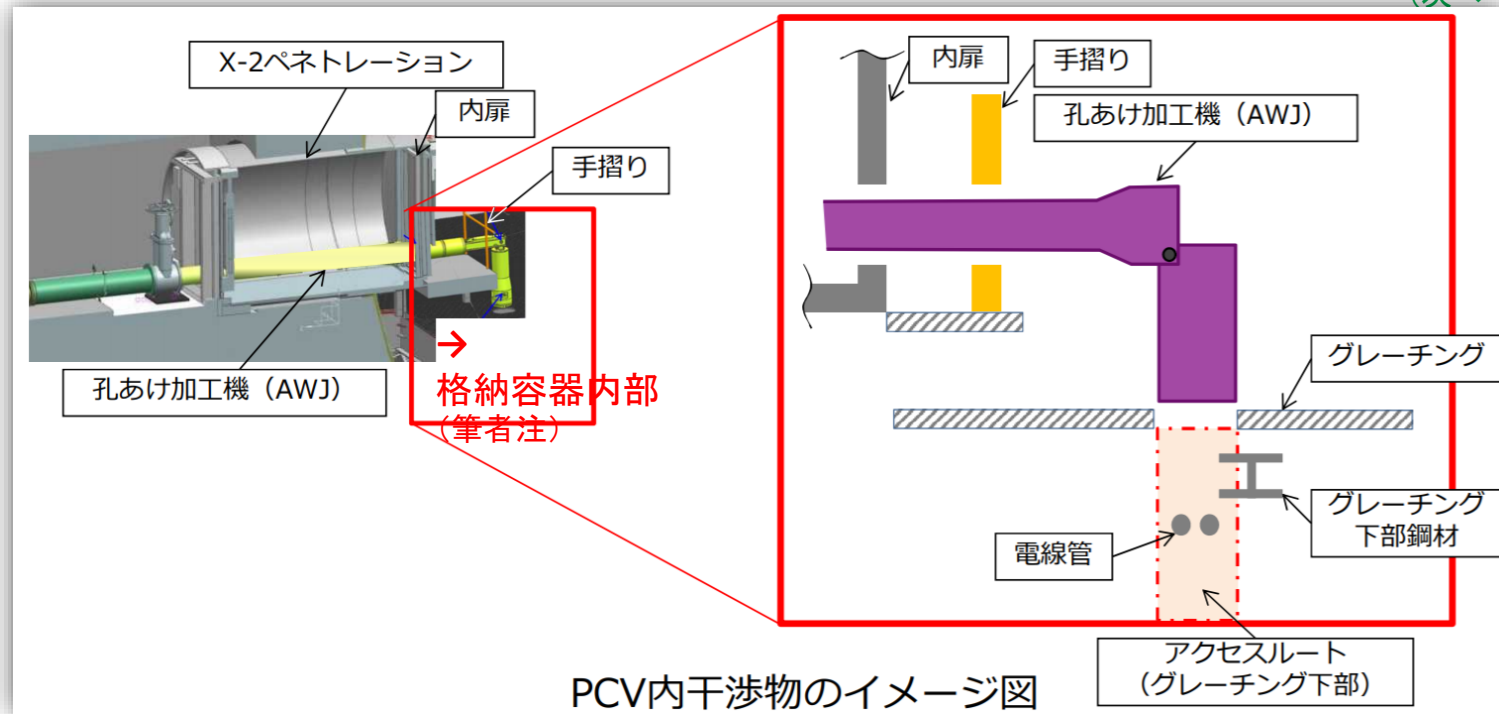 X-2ペネトレーション
内扉
手摺り
孔あけ加工機（AWJ）
→
格納容器内部
（筆者注）
内扉
手摺り
孔あけ加工機（AWJ）
グレーチング
グレーチング
下部鋼材
電線管
アクセスルート
（グレーチング下部）
PCV内干渉物のイメージ図